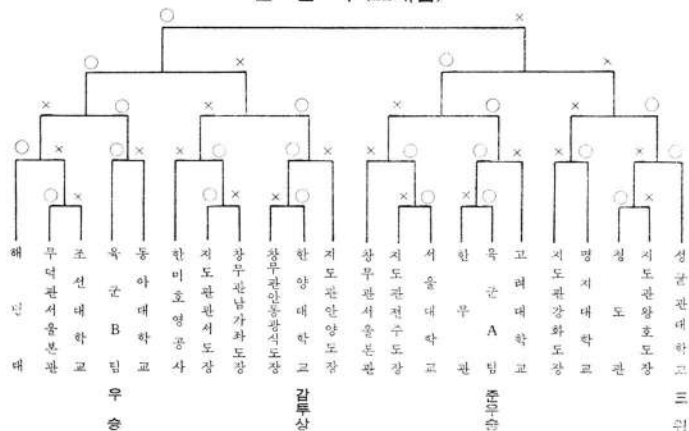 해병대
무덕관서울본관
조선대학교
육군B팀
동아대학교
한미호영공사
지도관관서도장
창무관남가좌도장
창무관안동광식도장
한양대학교
지도관안양도장
창무관서울본관
지도관전주도장
서울대학교
한무관
육군A팀
고려대학교
지도관강화도장
명지대학교
청도관
지도관왕호도장
성균관대학교
우승
감투상
준우승
三위